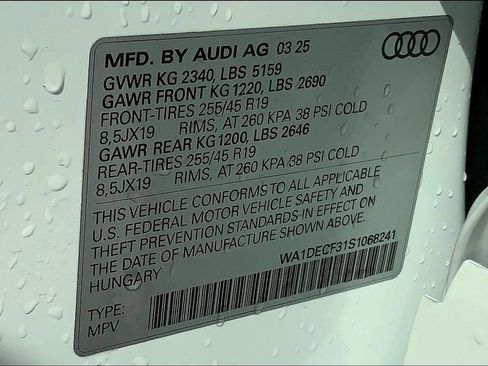 MFD. BY AUDI AG 03 25
GVWR KG 2340, LBS 5159
GAWR FRONT KG 1220, LBS 2690
FRONT-TIRES 255/45 R19
8,5JX19 RIMS, AT 260 KPA 38 PSI COLD
GAWR REAR KG 1200, LBS 2646
REAR-TIRES 255/45 R19
8,5JX19 RIMS, AT 260 KPA 38 PSI COLD
THIS VEHICLE CONFORMS TO ALL APPLICABLE
U.S. FEDERAL MOTOR VEHICLE SAFETY AND
THEFT PREVENTION STANDARDS IN EFFECT ON
THE DATE OF MANUFACTURE SHOWN ABOVE.
HUNGARY WA1DECF31S1068241
TYPE:
MPV